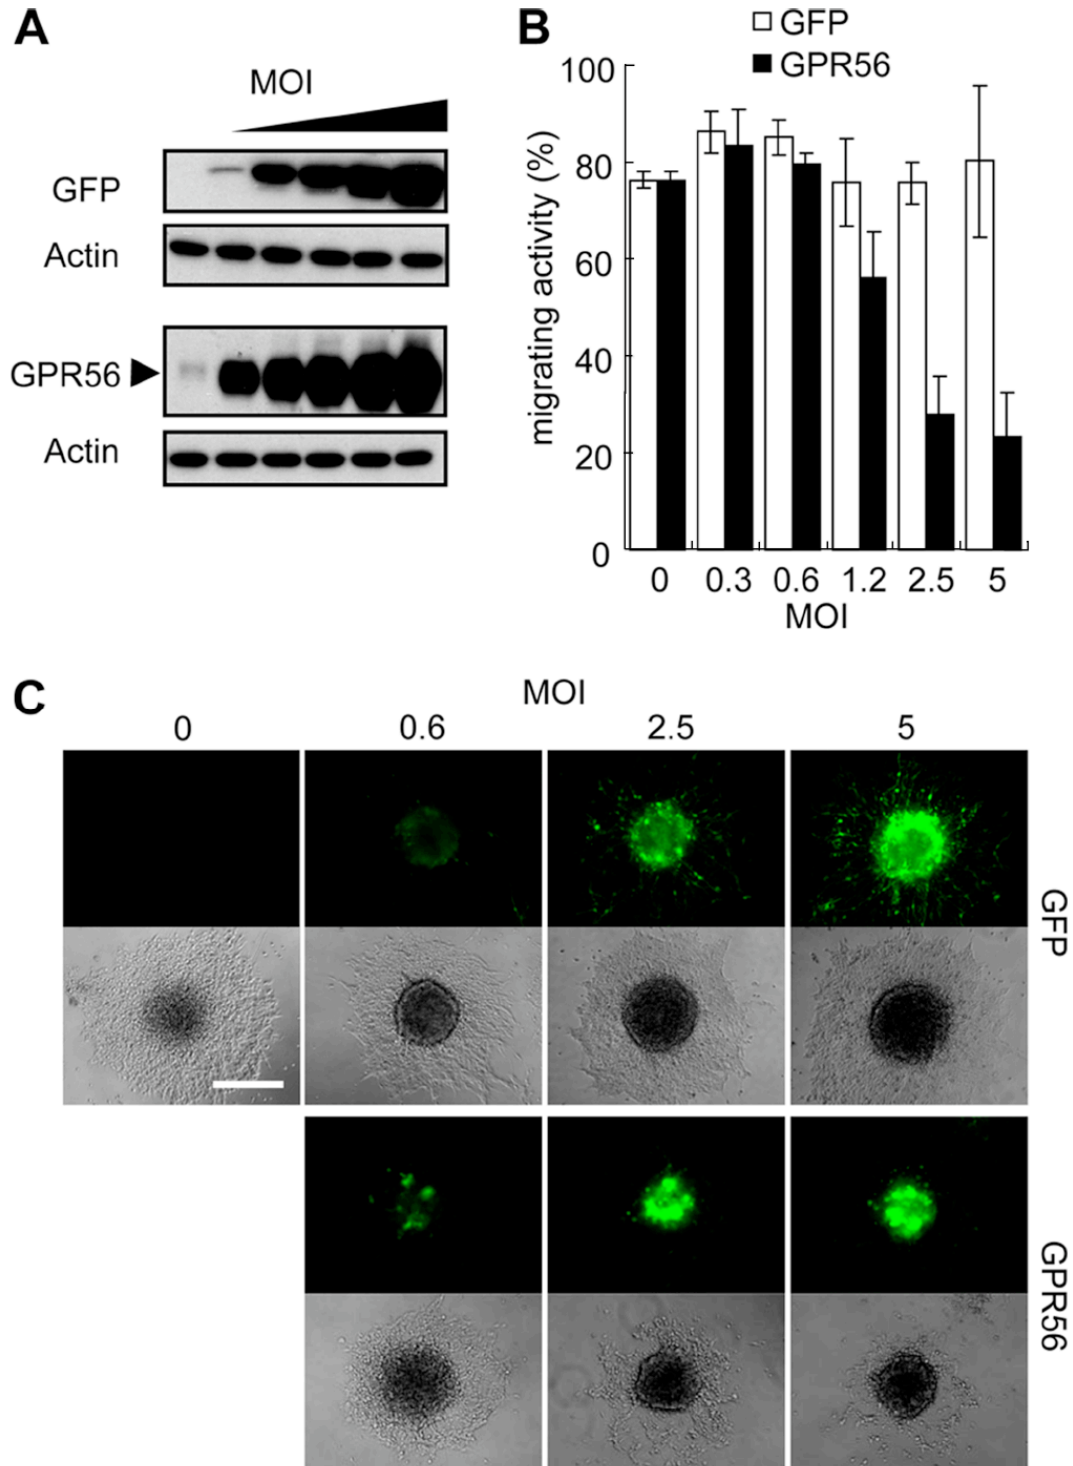 A
MOI
GFP
Actin
GPR56
Actin
B
GFP
GPR56
migrating activity (%)
100
80
60
40
20
0
0 0.3 0.6 1.2 2.5 5
MOI
C
MOI
0 0.6 2.5 5
GFP
GPR56